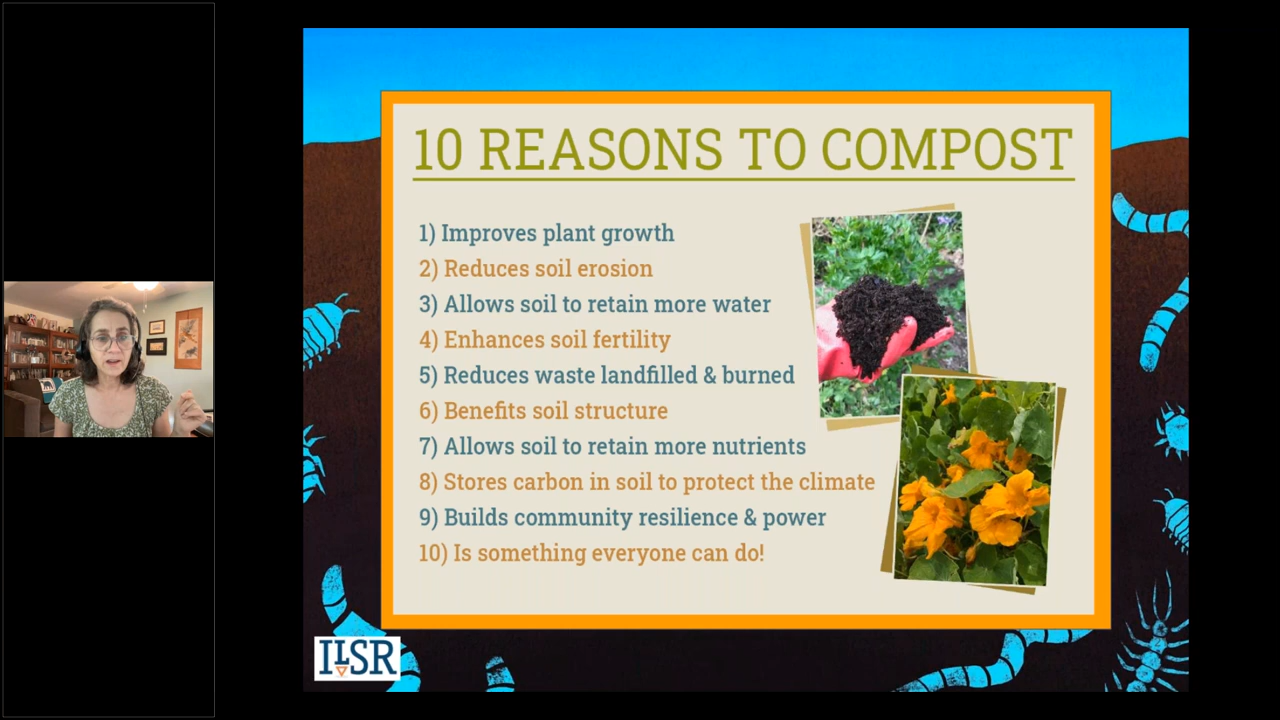 10 REASONS TO COMPOST
1) Improves plant growth
2) Reduces soil erosion
3) Allows soil to retain more water
4) Enhances soil fertility
5) Reduces waste landfilled & burned
6) Benefits soil structure
7) Allows soil to retain more nutrients
8) Stores carbon in soil to protect the climate
9) Builds community resilience & power
10) Is something everyone can do!
ILSR